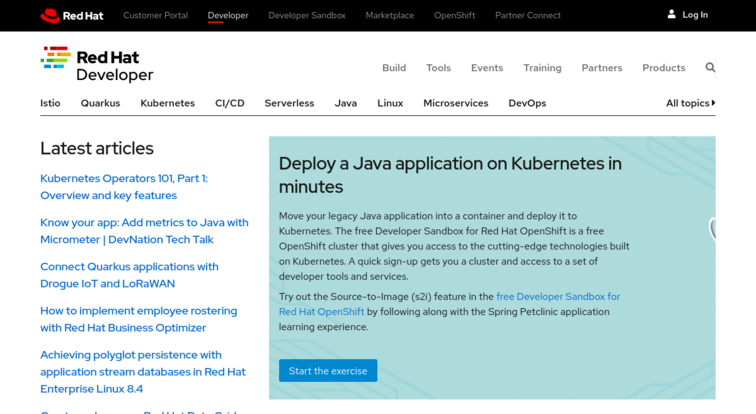 Red Hat
Customer Portal
Developer
Developer Sandbox
Marketplace
OpenShift
Partner Connect
Log In
Red Hat
Developer
Build
Tools
Events
Training
Partners
Products
Istio
Quarkus
Kubernetes
CI/CD
Serverless
Java
Linux
Microservices
DevOps
All topics
Latest articles
Kubernetes Operators 101, Part 1:
Overview and key features
Know your app: Add metrics to Java with
Micrometer | DevNation Tech Talk
Connect Quarkus applications with
Drogue IoT and LoRaWAN
How to implement employee rostering
with Red Hat Business Optimizer
Achieving polyglot persistence with
application stream databases in Red Hat
Enterprise Linux 8.4
Deploy a Java application on Kubernetes in
minutes
Move your legacy Java application into a container and deploy it to
Kubernetes. The free Developer Sandbox for Red Hat OpenShift is a free
OpenShift cluster that gives you access to the cutting-edge technologies built
on Kubernetes. A quick sign-up gets you a cluster and access to a set of
developer tools and services.
Try out the Source-to-Image (s2i) feature in the free Developer Sandbox for
Red Hat OpenShift by following along with the Spring Petclinic application
learning experience.
Start the exercise